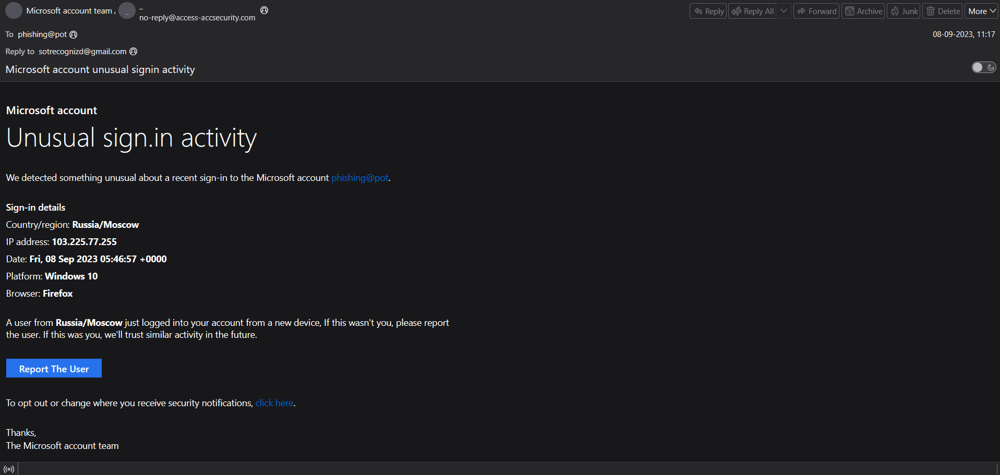 Microsoft account team , _ –
no-reply@access-accsecurity.com
Reply Reply All Forward Archive Junk Delete More
To phishing@pot
08-09-2023, 11:17
Reply to sotrecognizd@gmail.com
Microsoft account unusual signin activity
Microsoft account
Unusual sign.in activity
We detected something unusual about a recent sign-in to the Microsoft account phishing@pot.
Sign-in details
Country/region: Russia/Moscow
IP address: 103.225.77.255
Date: Fri, 08 Sep 2023 05:46:57 +0000
Platform: Windows 10
Browser: Firefox
A user from Russia/Moscow just logged into your account from a new device, If this wasn't you, please report
the user. If this was you, we'll trust similar activity in the future.
Report The User
To opt out or change where you receive security notifications, click here.
Thanks,
The Microsoft account team